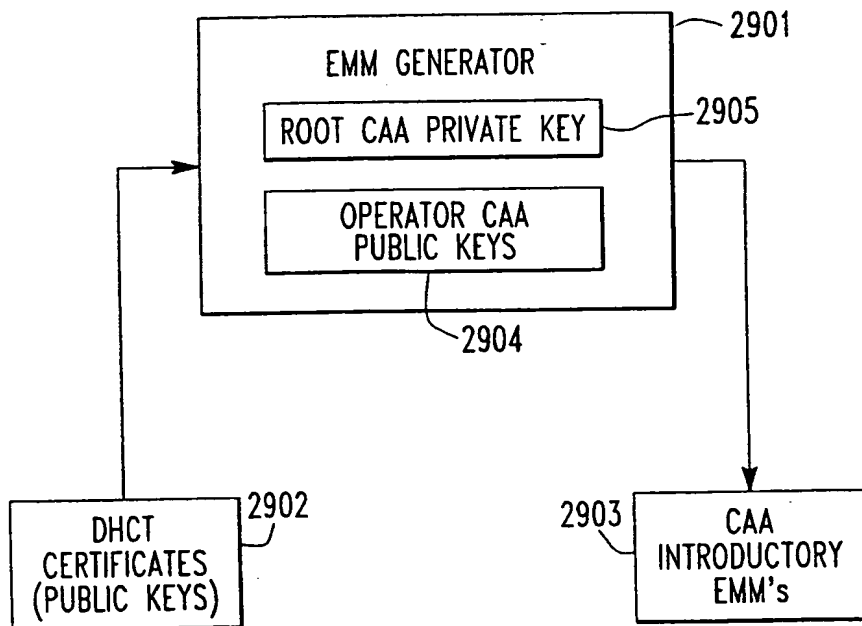 2901
EMM GENERATOR
ROOT CAA PRIVATE KEY
2905
OPERATOR CAA
PUBLIC KEYS
2904
2902
DHCT
CERTIFICATES
(PUBLIC KEYS)
2903
CAA
INTRODUCTORY
EMM's